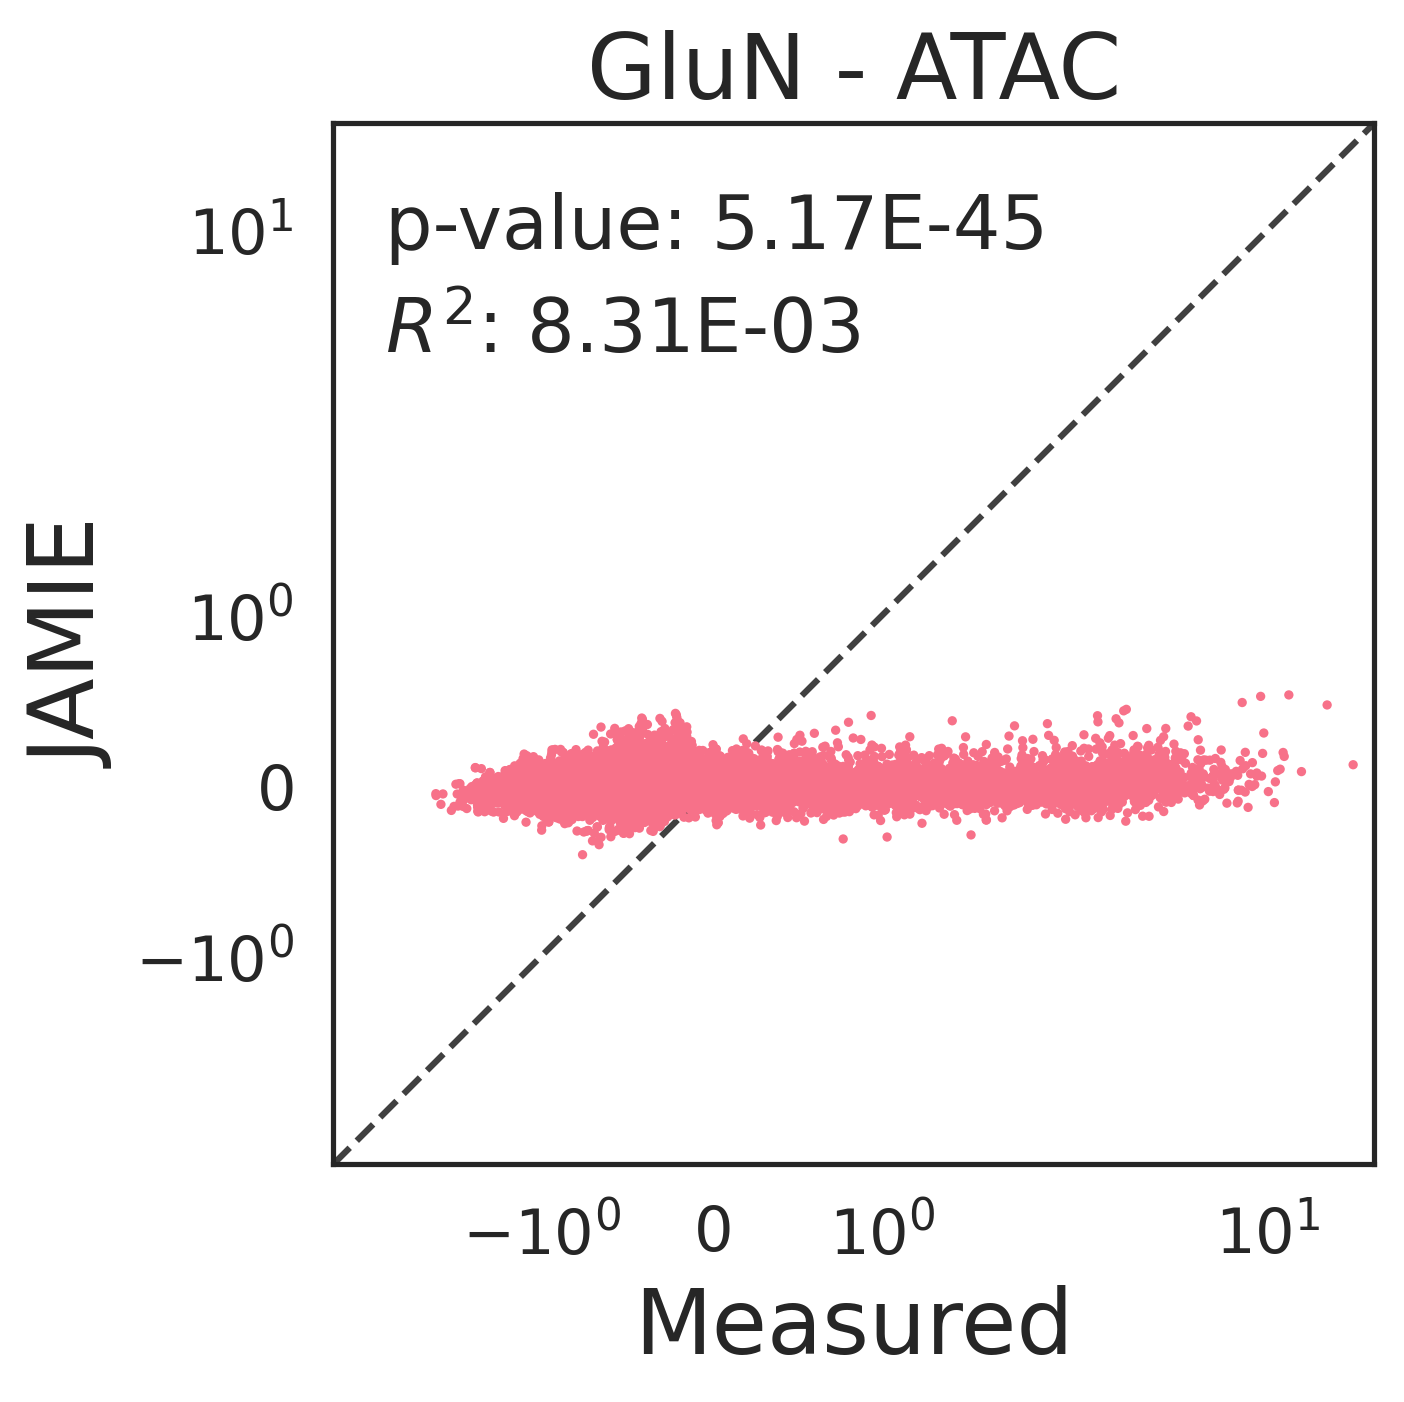 GluN - ATAC
p-value: 5.17E-45
R²: 8.31E-03
JAMIE
10¹
10⁰
0
−10⁰
−10⁰ 0 10⁰ 10¹
Measured